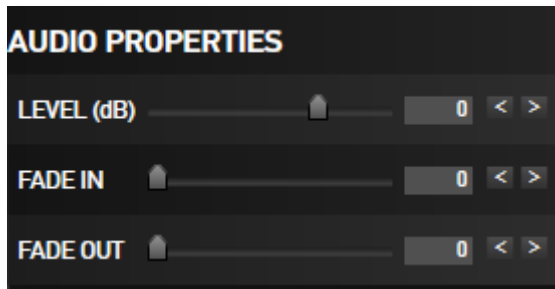 AUDIO PROPERTIES
LEVEL (dB) 0 < >
FADE IN 0 < >
FADE OUT 0 < >